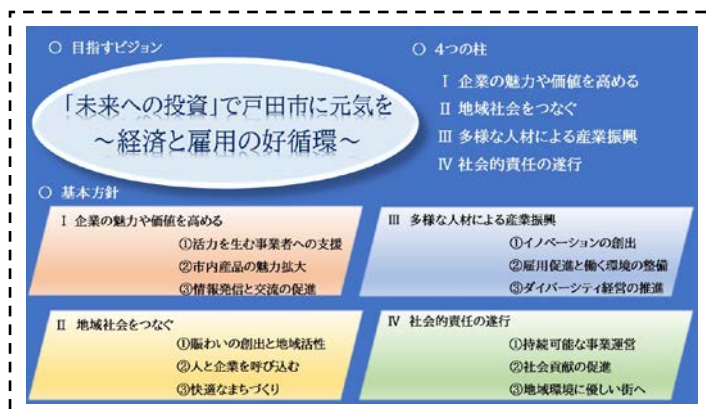 ○ 目指すビジョン
「未来への投資」で戸田市に元気を
～経済と雇用の好循環～
○ 4つの柱
Ⅰ 企業の魅力や価値を高める
Ⅱ 地域社会をつなぐ
Ⅲ 多様な人材による産業振興
Ⅳ 社会的責任の遂行
○ 基本方針
Ⅰ 企業の魅力や価値を高める
①活力を生む事業者への支援
②市内産品の魅力拡大
③情報発信と交流の促進
Ⅱ 地域社会をつなぐ
①賑わいの創出と地域活性
②人と企業を呼び込む
③快適なまちづくり
Ⅲ 多様な人材による産業振興
①イノベーションの創出
②雇用促進と働く環境の整備
③ダイバーシティ経営の推進
Ⅳ 社会的責任の遂行
①持続可能な事業運営
②社会貢献の促進
③地域環境に優しい街へ